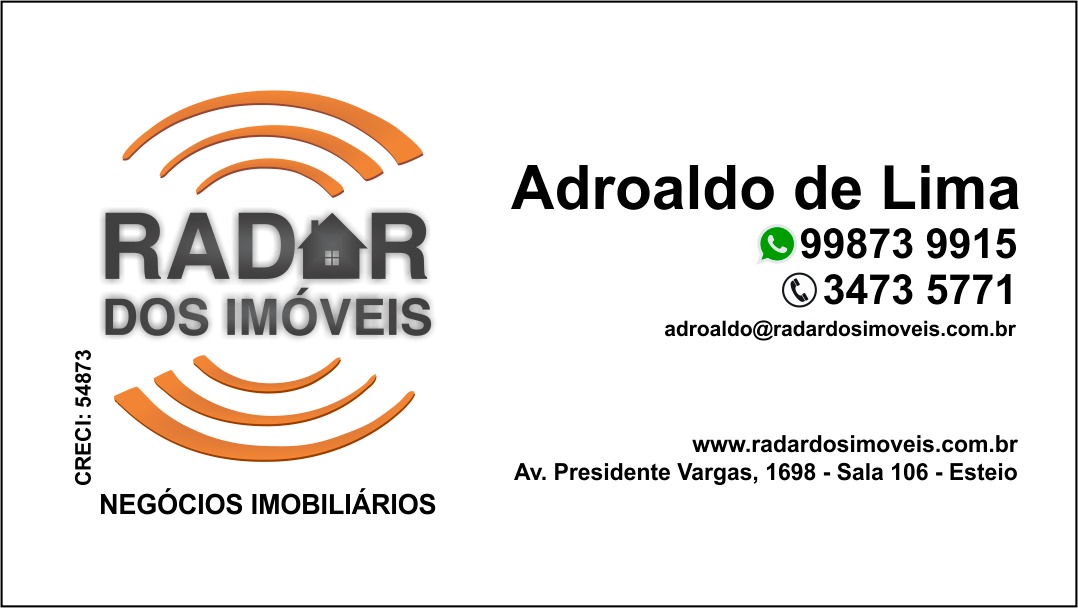 RADAR
DOS IMÓVEIS
CRECI: 54873
NEGÓCIOS IMOBILIÁRIOS
Adroaldo de Lima
99873 9915
3473 5771
adroaldo@radardosimoveis.com.br
www.radardosimoveis.com.br
Av. Presidente Vargas, 1698 - Sala 106 - Esteio